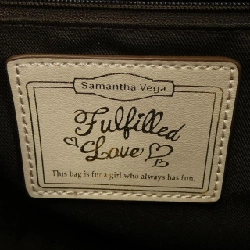 Samantha Vega
Fulfilled
Love
This bag is for a girl who always has fun.